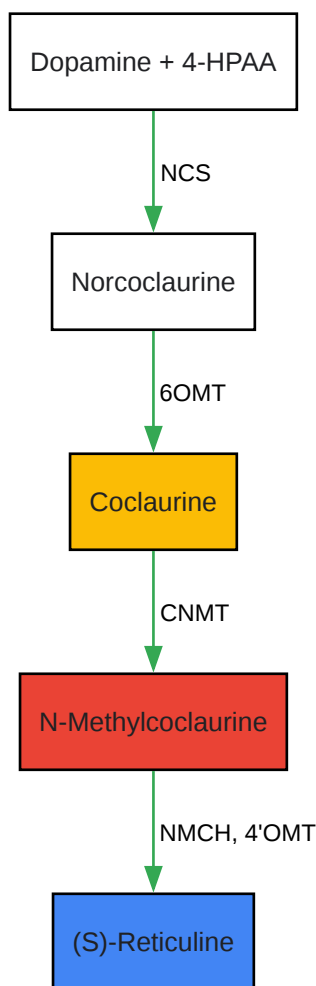 Dopamine + 4-HPAA
NCS
Norcoclaurine
6OMT
Coclaurine
CNMT
N-Methylcoclaurine
NMCH, 4'OMT
(S)-Reticuline